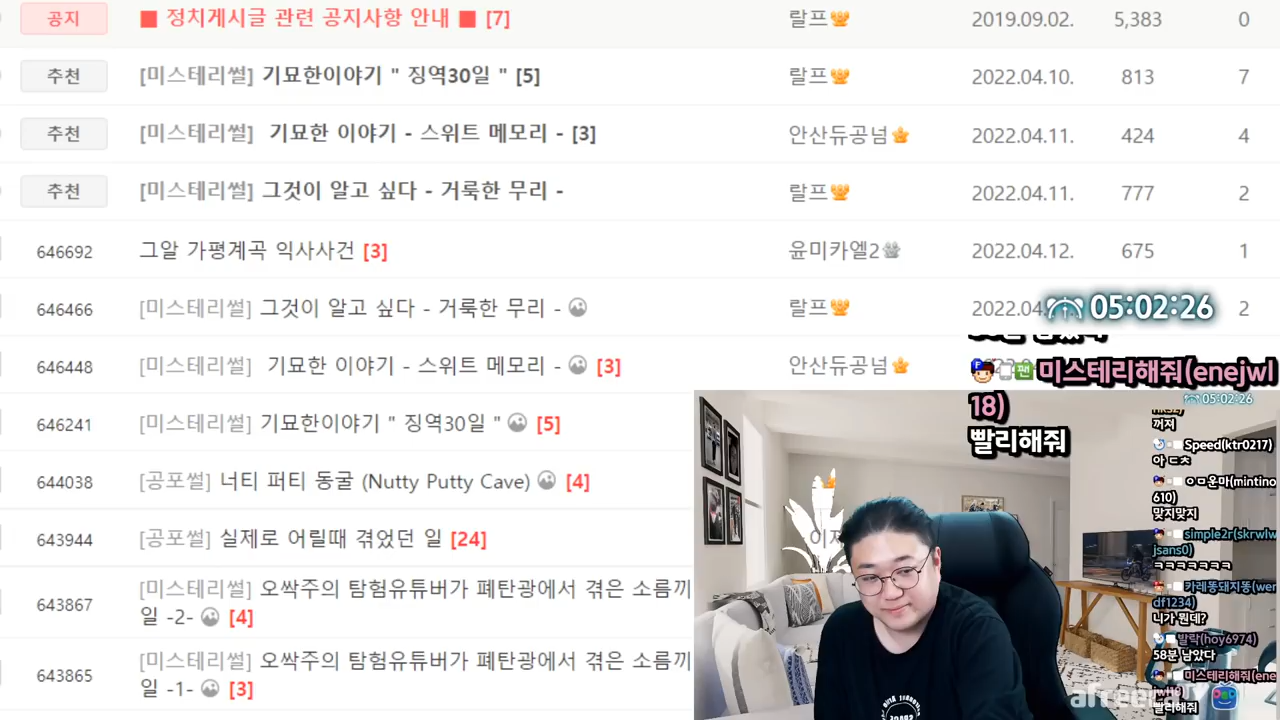 공지 ■ 정치게시글 관련 공지사항 안내 ■ [7] 랄프 2019.09.02. 5,383 0
추천 [미스테리썰] 기묘한이야기 " 징역30일 " [5] 랄프 2022.04.10. 813 7
추천 [미스테리썰] 기묘한 이야기 - 스위트 메모리 - [3] 안산듀공넘 2022.04.11. 424 4
추천 [미스테리썰] 그것이 알고 싶다 - 거룩한 무리 - 랄프 2022.04.11. 777 2
646692 그알 가평계곡 익사사건 [3] 윤미카엘2 2022.04.12. 675 1
646466 [미스테리썰] 그것이 알고 싶다 - 거룩한 무리 - 랄프 2022.04. 2
05:02:26
646448 [미스테리썰] 기묘한 이야기 - 스위트 메모리 - [3] 안산듀공넘
팬 미스테리해줘(enejwl
18)
빨리해줘
646241 [미스테리썰] 기묘한이야기 " 징역30일 " [5]
644038 [공포썰] 너티 퍼티 동굴 (Nutty Putty Cave) [4]
643944 [공포썰] 실제로 어릴때 겪었던 일 [24]
643867 [미스테리썰] 오싹주의 탐험유튜버가 폐탄광에서 겪은 소름끼
일 -2- [4]
643865 [미스테리썰] 오싹주의 탐험유튜버가 폐탄광에서 겪은 소름끼
일 -1- [3]
05:02:26
꺼져
Speed(ktr0217)
아 ㄷㅊ
ㅇㅁ운마(mintino
610)
맞지맞지
simple2r(skrwlw
jsans0)
ㅋㅋㅋㅋㅋㅋㅋ
카레똥돼지똥(wer
df1234)
니가 뭔데?
발락(hoy6974)
58분 남았다
미스테리해줘(ene
jwl18)
빨리해줘
afreecaTV